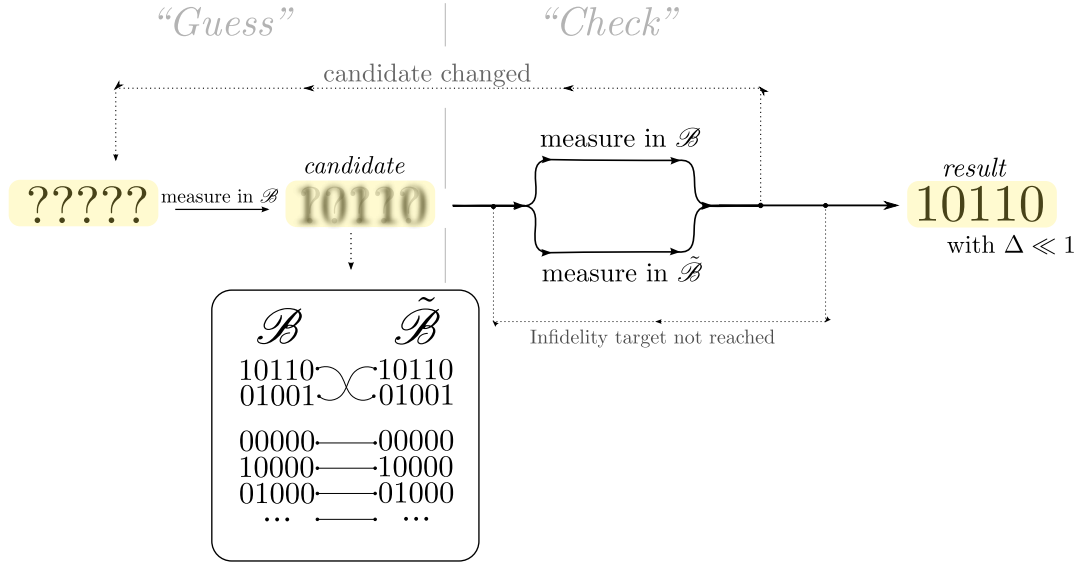 “Guess” “Check”
candidate changed
measure in ℬ
candidate
result
????? measure in ℬ 10110 10110
with Δ ≪ 1
measure in ℬ̃
ℬ ℬ̃
Infidelity target not reached
10110 10110
01001 01001
00000 00000
10000 10000
01000 01000
... ...